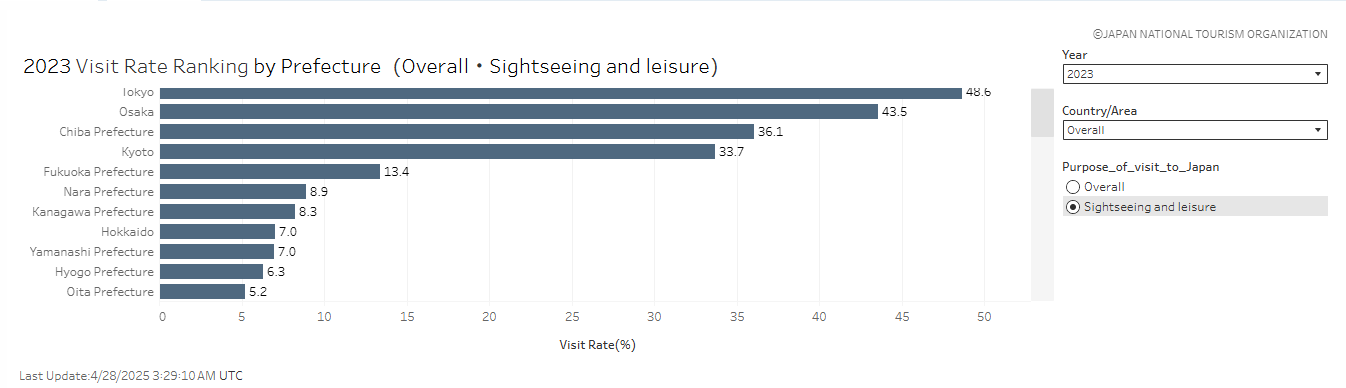 ©JAPAN NATIONAL TOURISM ORGANIZATION
2023 Visit Rate Ranking by Prefecture (Overall・Sightseeing and leisure)
Tokyo 48.6
Osaka 43.5
Chiba Prefecture 36.1
Kyoto 33.7
Fukuoka Prefecture 13.4
Nara Prefecture 8.9
Kanagawa Prefecture 8.3
Hokkaido 7.0
Yamanashi Prefecture 7.0
Hyogo Prefecture 6.3
Oita Prefecture 5.2
0 5 10 15 20 25 30 35 40 45 50
Visit Rate(%)
Year
2023
Country/Area
Overall
Purpose_of_visit_to_Japan
Overall
Sightseeing and leisure
Last Update:4/28/2025 3:29:10 AM UTC